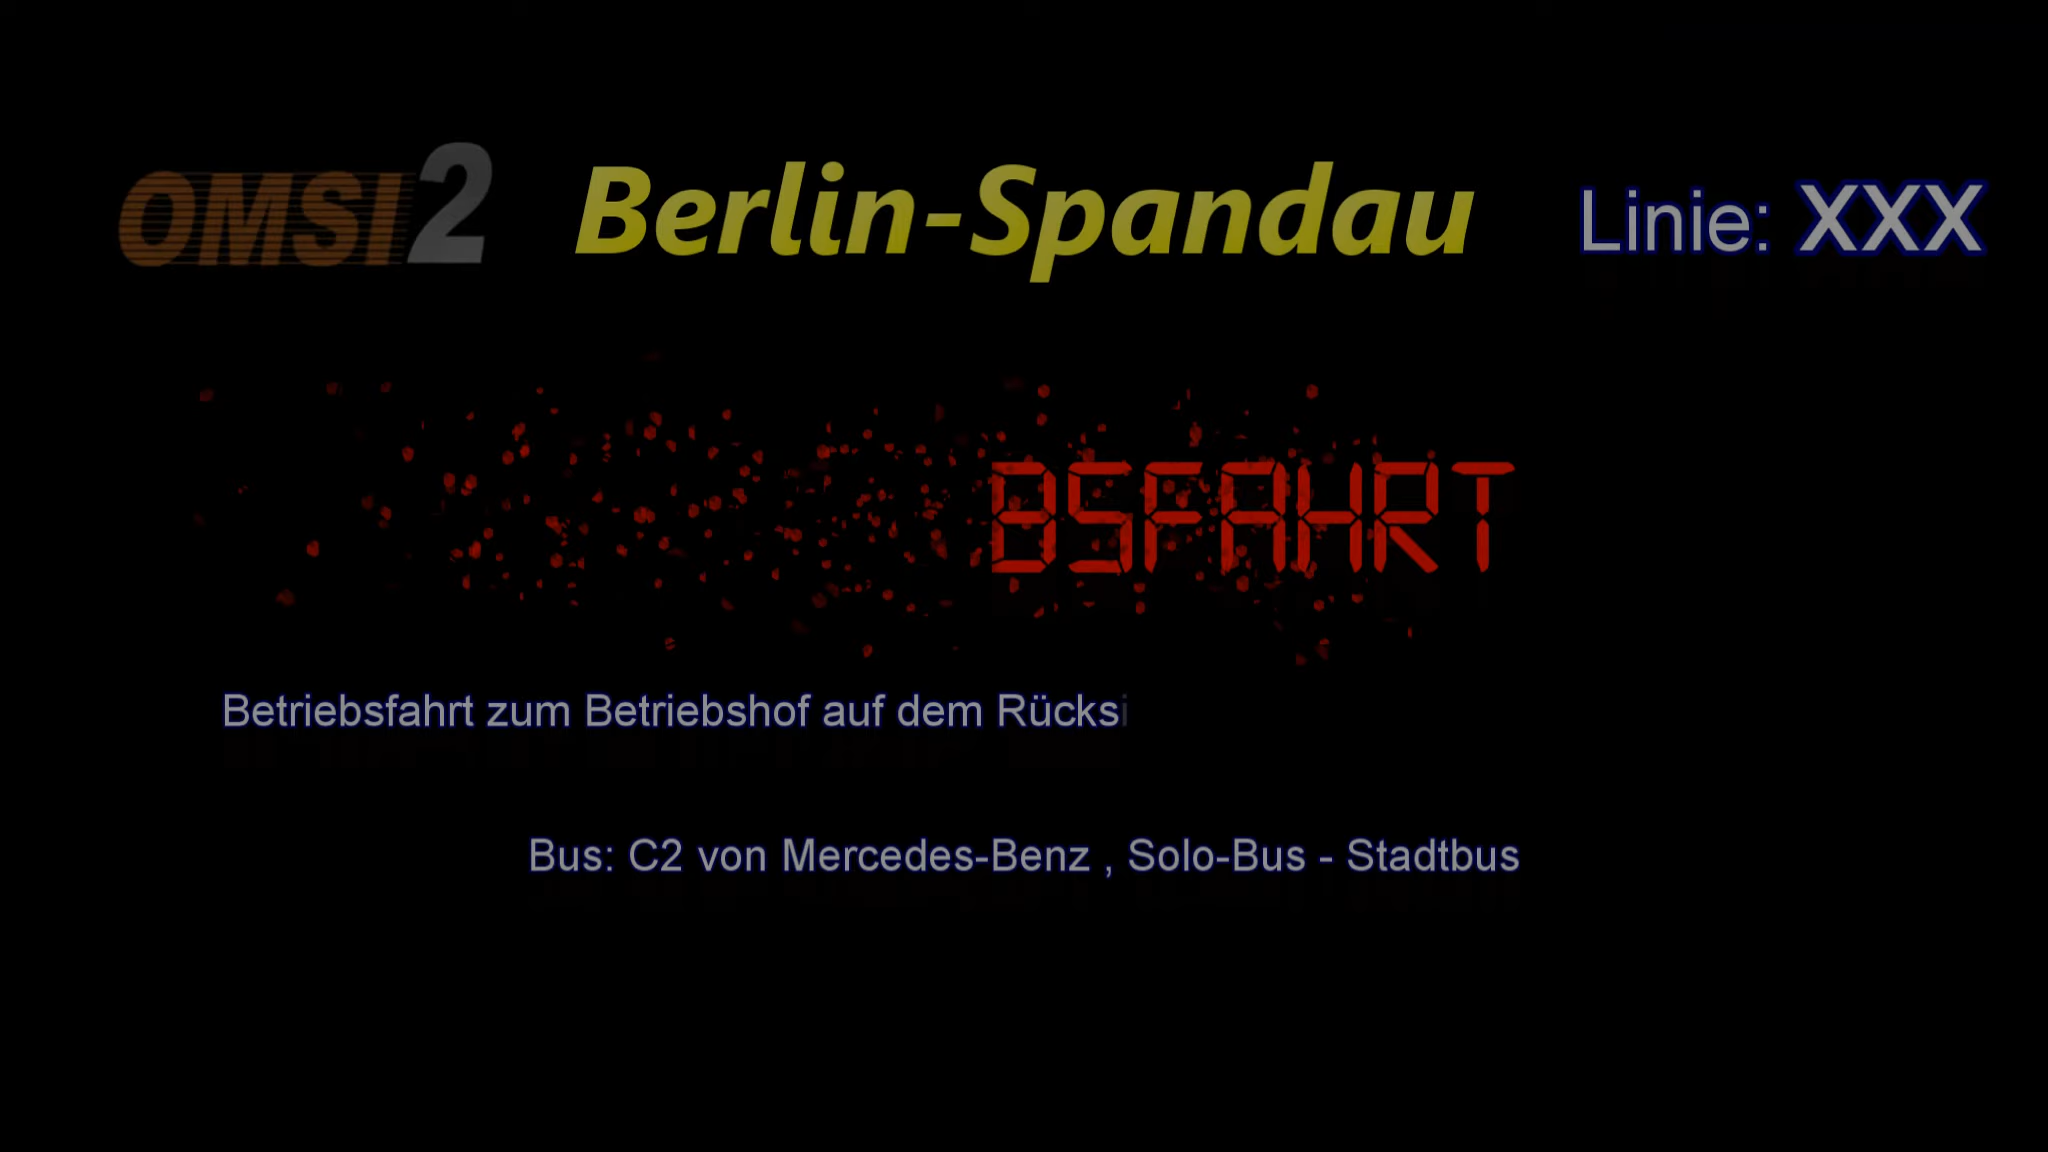 OMSI 2 Berlin-Spandau Linie: XXX
BSFAHRT
Betriebsfahrt zum Betriebshof auf dem Rücksi
Bus: C2 von Mercedes-Benz , Solo-Bus - Stadtbus